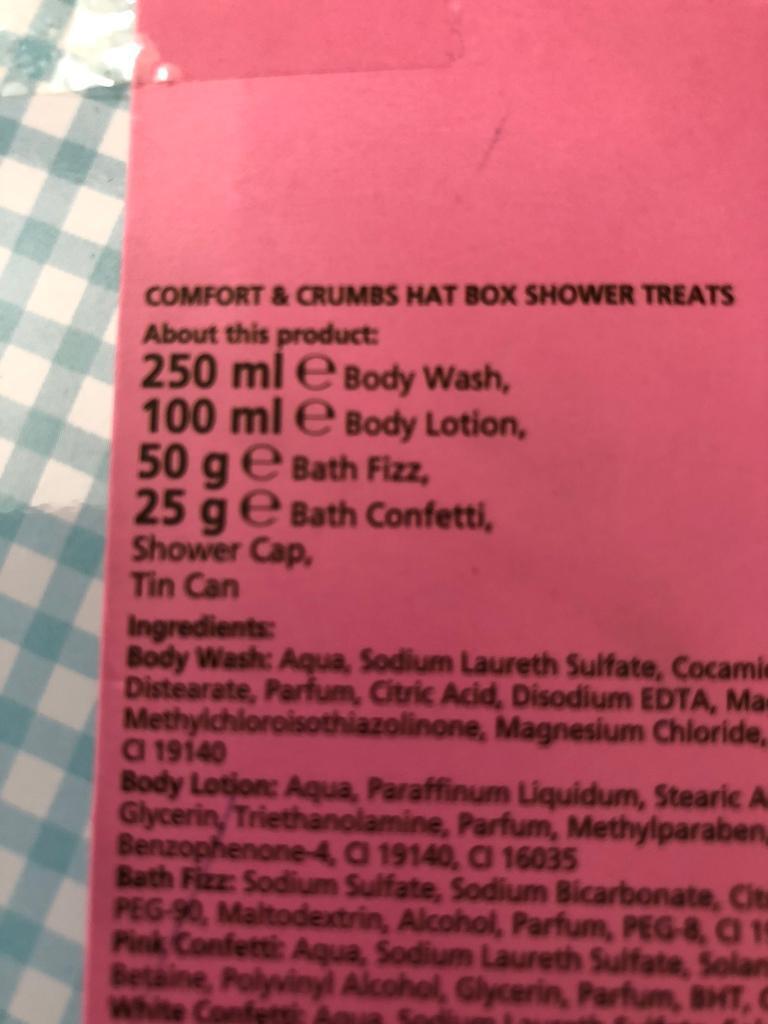 COMFORT & CRUMBS HAT BOX SHOWER TREATS
About this product:
250 ml ℮ Body Wash,
100 ml ℮ Body Lotion,
50 g ℮ Bath Fizz,
25 g ℮ Bath Confetti,
Shower Cap,
Tin Can
Ingredients:
Body Wash: Aqua, Sodium Laureth Sulfate,
Distearate, Parfum, Citric Acid, Disodium EDTA,
Methylchloroisothiazolinone, Magnesium Chloride,
CI 19140
Body Lotion: Aqua, Paraffinum Liquidum, Stearic
Glycerin, Triethanolamine, Parfum, Methylparaben,
Benzophenone-4, CI 19140, CI 16035
Bath Fizz: Sodium Sulfate, Sodium Bicarbonate,
PEG-90, Maltodextrin, Alcohol, Parfum, PEG-8, CI
Pink Confetti: Aqua, Sodium Laureth Sulfate,
Betaine, Polyvinyl Alcohol, Glycerin, Parfum, BHT,
White Confetti: Aqua, Sodium Laureth